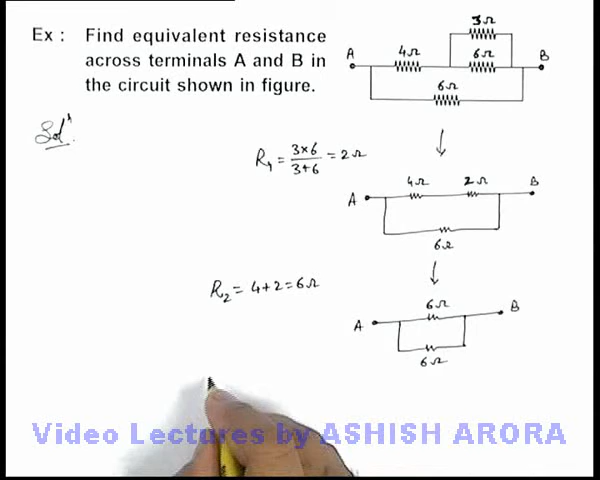 Ex : Find equivalent resistance
across terminals A and B in
the circuit shown in figure.
3Ω
A 4Ω 6Ω B
6Ω
Solⁿ.
R₁ = 3×6/3+6 = 2Ω
A 4Ω 2Ω B
6Ω
R₂ = 4+2 = 6Ω
A 6Ω B
6Ω
Video Lectures by ASHISH ARORA